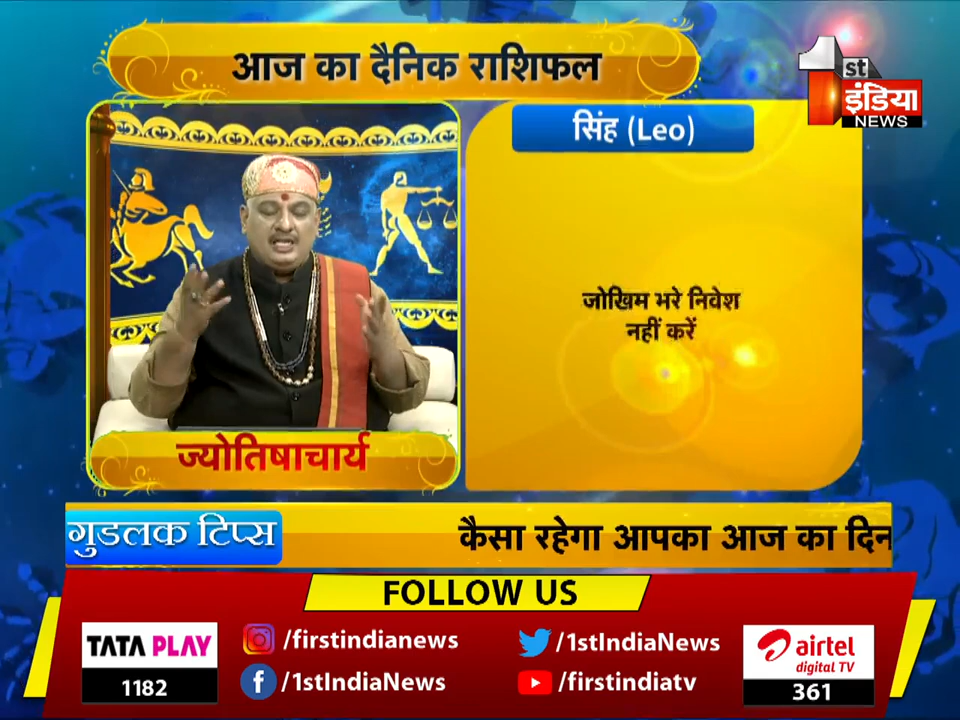 आज का दैनिक राशिफल
1st
इंडिया
NEWS
सिंह (Leo)
जोखिम भरे निवेश
नहीं करें
ज्योतिषाचार्य
गुडलक टिप्स
कैसा रहेगा आपका आज का दिन
FOLLOW US
TATA PLAY
1182
/firstindianews
/1stIndiaNews
/1stIndiaNews
/firstindiatv
airtel
digital TV
361